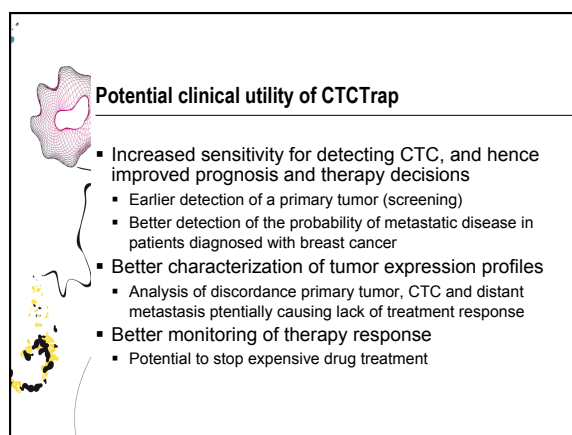 Potential clinical utility of CTCTrap
▪ Increased sensitivity for detecting CTC, and hence
improved prognosis and therapy decisions
▪ Earlier detection of a primary tumor (screening)
▪ Better detection of the probability of metastatic disease in
patients diagnosed with breast cancer
▪ Better characterization of tumor expression profiles
▪ Analysis of discordance primary tumor, CTC and distant
metastasis ptentially causing lack of treatment response
▪ Better monitoring of therapy response
▪ Potential to stop expensive drug treatment